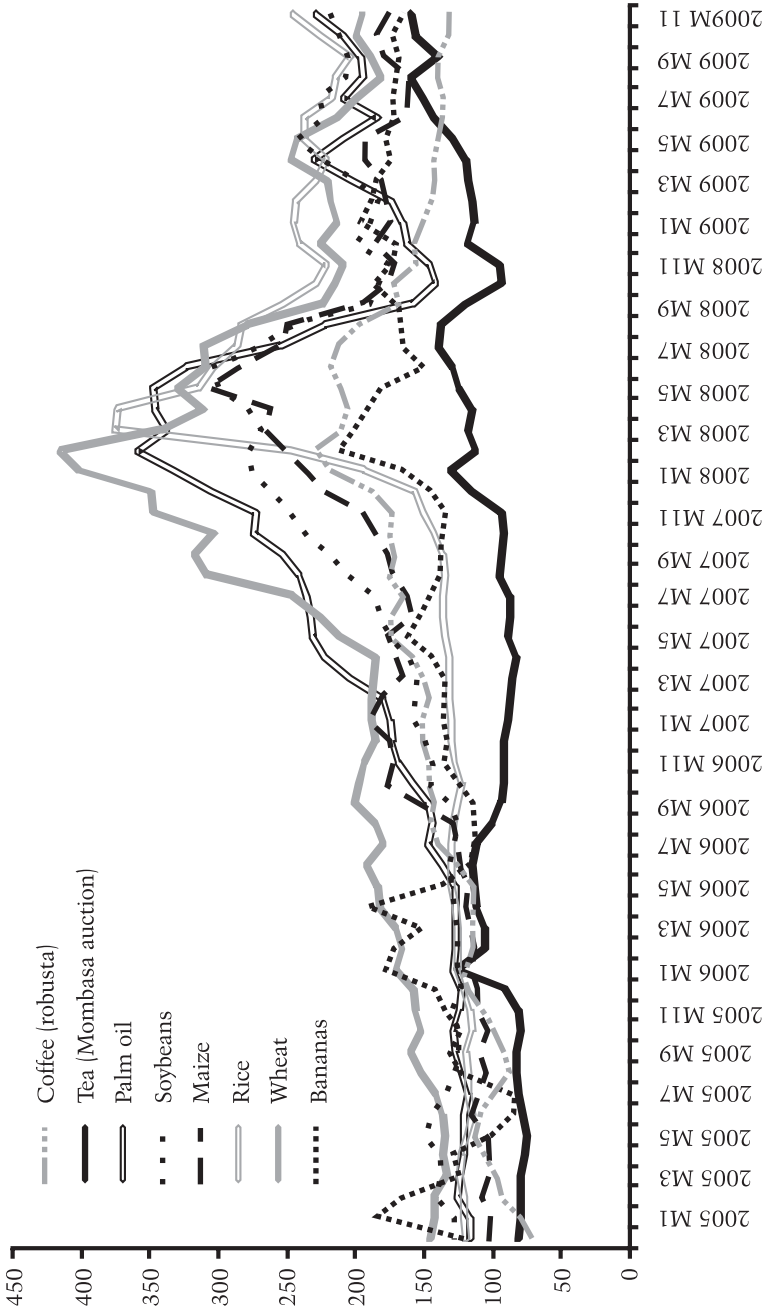 450
400
350
300
250
200
150
100
50
0
Coffee (robusta)
Tea (Mombasa auction)
Palm oil
Soybeans
Maize
Rice
Wheat
Bananas
2005 M1
2005 M3
2005 M5
2005 M7
2005 M9
2005 M11
2006 M1
2006 M3
2006 M5
2006 M7
2006 M9
2006 M11
2007 M1
2007 M3
2007 M5
2007 M7
2007 M9
2007 M11
2008 M1
2008 M3
2008 M5
2008 M7
2008 M9
2008 M11
2009 M1
2009 M3
2009 M5
2009 M7
2009 M9
2009M 11